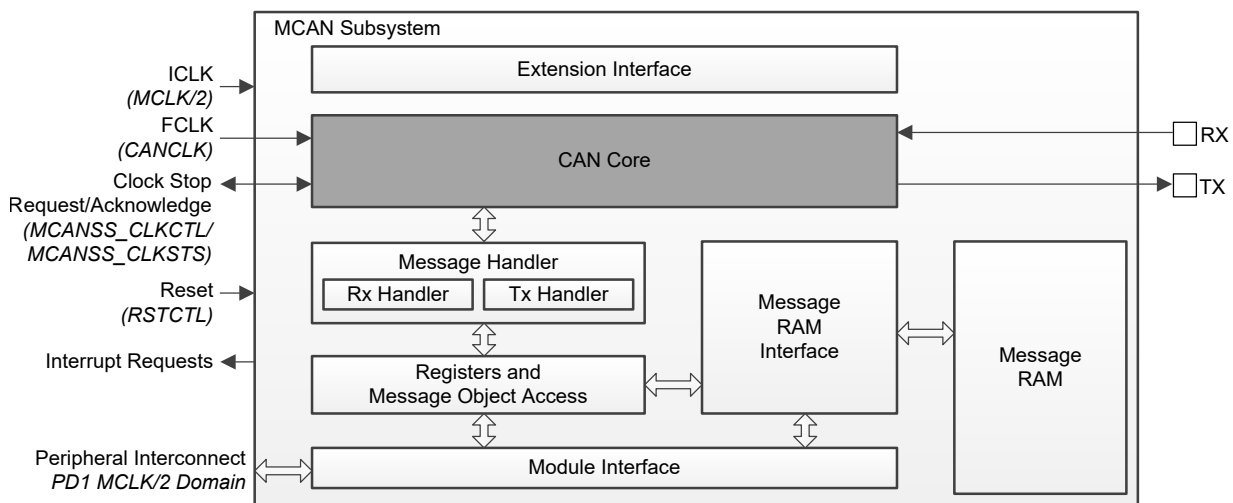 MCAN Subsystem
Extension Interface
ICLK
(MCLK/2)
FCLK
(CANCLK)
CAN Core
RX
TX
Clock Stop
Request/Acknowledge
(MCANSS_CLKCTL/
MCANSS_CLKSTS)
Message Handler
Rx Handler
Tx Handler
Reset
(RSTCTL)
Message
RAM
Interface
Message
RAM
Interrupt Requests
Registers and
Message Object Access
Peripheral Interconnect
PD1 MCLK/2 Domain
Module Interface